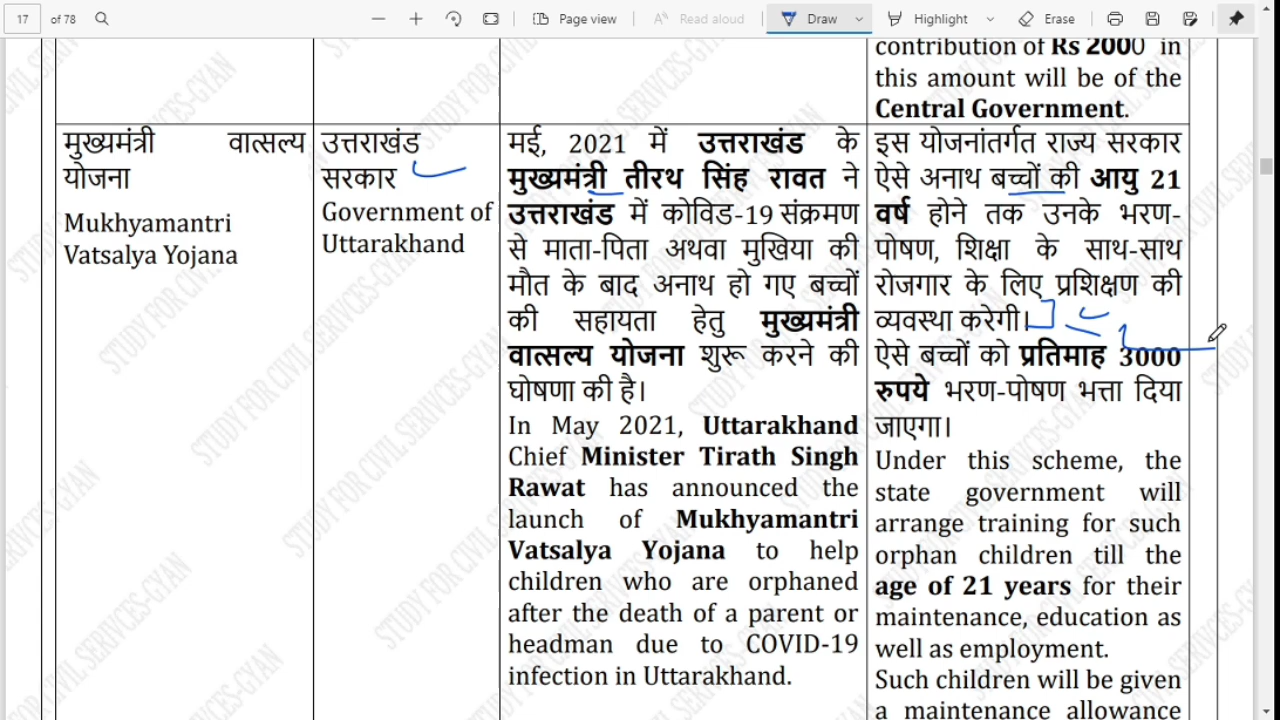 17 of 78 Page view Read aloud Draw Highlight Erase
contribution of Rs 2000 in
this amount will be of the
Central Government.
मुख्यमंत्री वात्सल्य
योजना
Mukhyamantri
Vatsalya Yojana
उत्तराखंड
सरकार
Government of
Uttarakhand
मई, 2021 में उत्तराखंड के
मुख्यमंत्री तीरथ सिंह रावत ने
उत्तराखंड में कोविड-19 संक्रमण
से माता-पिता अथवा मुखिया की
मौत के बाद अनाथ हो गए बच्चों
की सहायता हेतु मुख्यमंत्री
वात्सल्य योजना शुरू करने की
घोषणा की है।
In May 2021, Uttarakhand
Chief Minister Tirath Singh
Rawat has announced the
launch of Mukhyamantri
Vatsalya Yojana to help
children who are orphaned
after the death of a parent or
headman due to COVID-19
infection in Uttarakhand.
इस योजनांतर्गत राज्य सरकार
ऐसे अनाथ बच्चों की आयु 21
वर्ष होने तक उनके भरण-
पोषण, शिक्षा के साथ-साथ
रोजगार के लिए प्रशिक्षण की
व्यवस्था करेगी।
ऐसे बच्चों को प्रतिमाह 3000
रुपये भरण-पोषण भत्ता दिया
जाएगा।
Under this scheme, the
state government will
arrange training for such
orphan children till the
age of 21 years for their
maintenance, education as
well as employment.
Such children will be given
a maintenance allowance
STUDY FOR CIVIL SERIVCES-GYAN